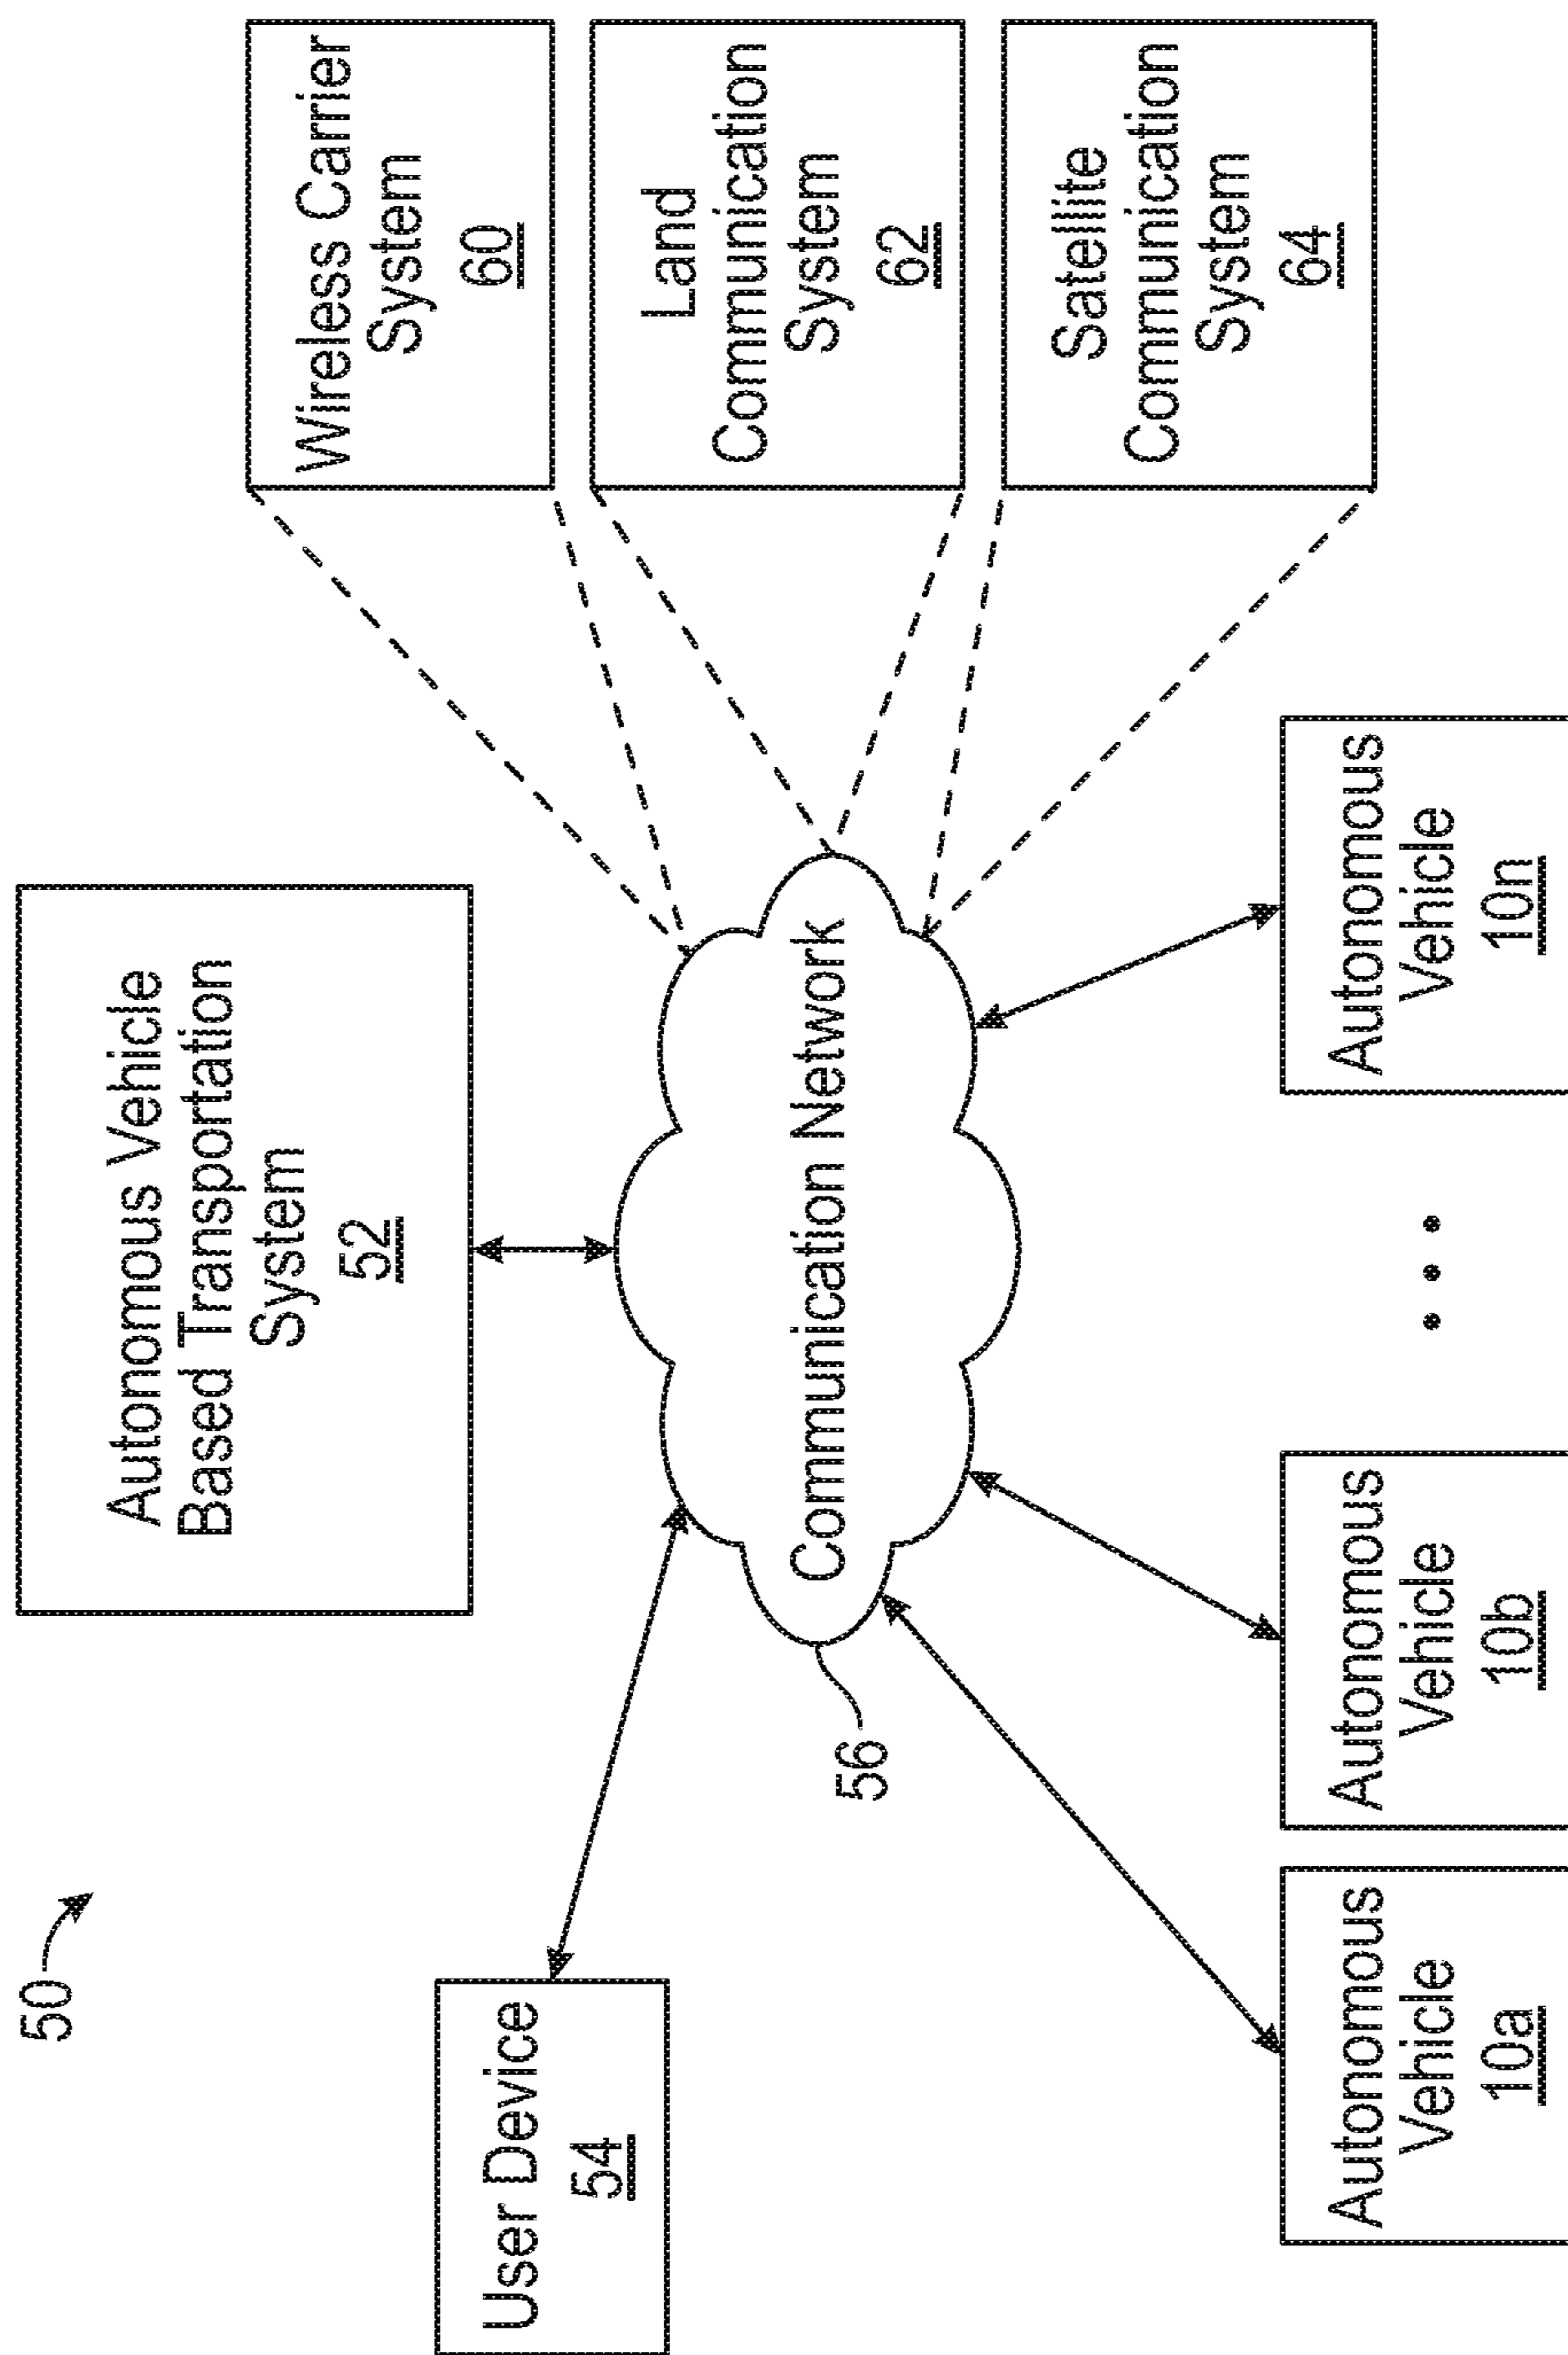 50
Autonomous Vehicle
Based Transportation
System
52
Wireless Carrier
System
60
User Device
54
Land
Communication
System
62
Communication Network
56
Satellite
Communication
System
64
Autonomous
Vehicle
10a
Autonomous
Vehicle
10b
• • •
Autonomous
Vehicle
10n